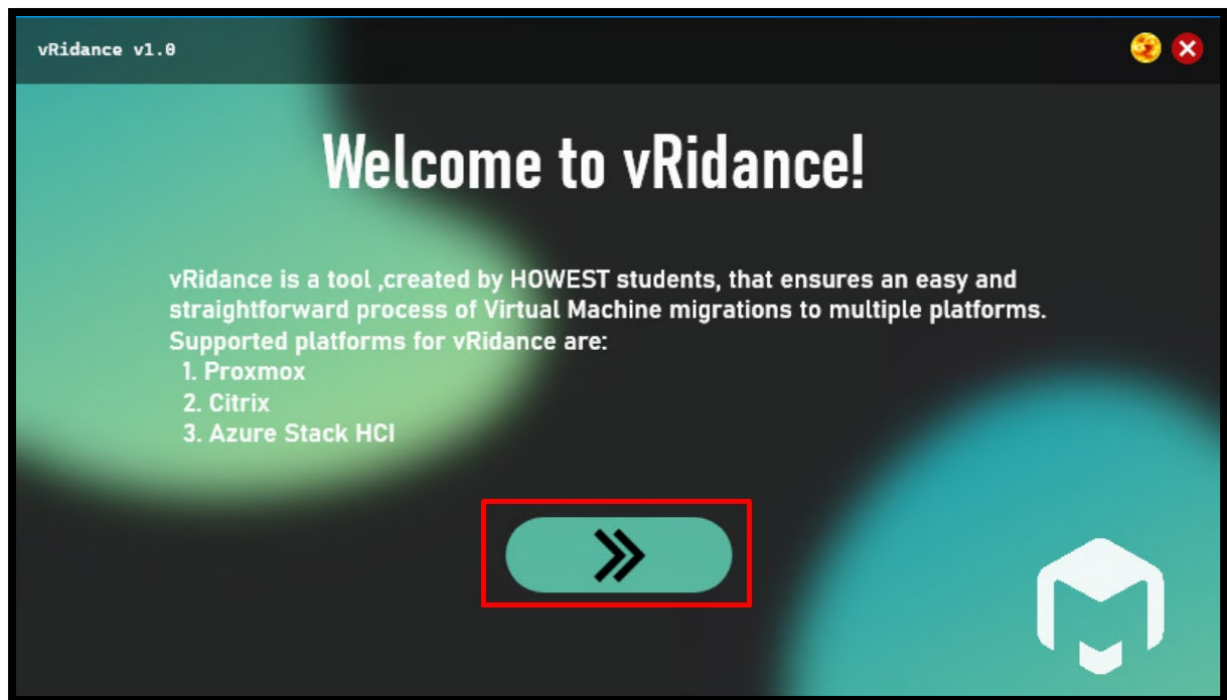 vRidance v1.0
Welcome to vRidance!
vRidance is a tool ,created by HOWEST students, that ensures an easy and
straightforward process of Virtual Machine migrations to multiple platforms.
Supported platforms for vRidance are:
1. Proxmox
2. Citrix
3. Azure Stack HCI